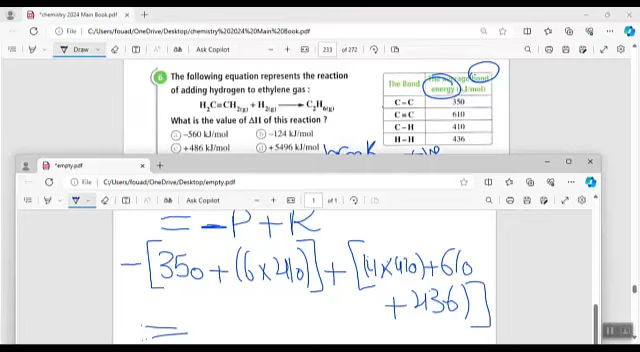 *chemistry 2024 Main Book.pdf
File C:/Users/fouad/OneDrive/Desktop/chemistry%202024%20Main%20Book.pdf
Draw Ask Copilot 233 of 272
6 The following equation represents the reaction
of adding hydrogen to ethylene gas:
H2C=CH2(g) + H2(g) ⟶ C2H6(g)
What is the value of ΔH of this reaction?
a −560 kJ/mol b −124 kJ/mol
c +486 kJ/mol d +5496 kJ/mol
The Bond The average bond energy (kJ/mol)
C – C 350
C = C 610
C – H 410
H – H 436
break
*empty.pdf
File C:/Users/fouad/OneDrive/Desktop/empty.pdf
Draw Ask Copilot 1 of 1
= −P + R
−[350 + (6×410)] + [(4×410) + 610
+ 436)]
=